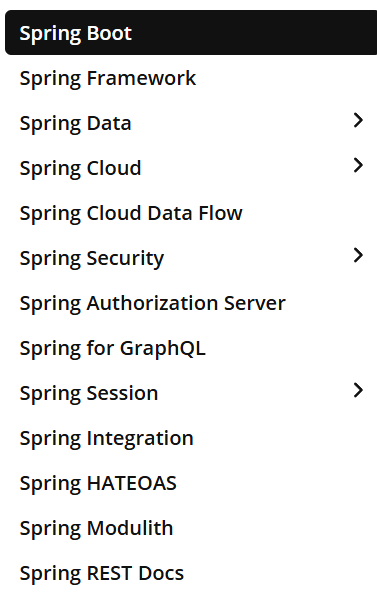 Spring Boot
Spring Framework
Spring Data
Spring Cloud
Spring Cloud Data Flow
Spring Security
Spring Authorization Server
Spring for GraphQL
Spring Session
Spring Integration
Spring HATEOAS
Spring Modulith
Spring REST Docs